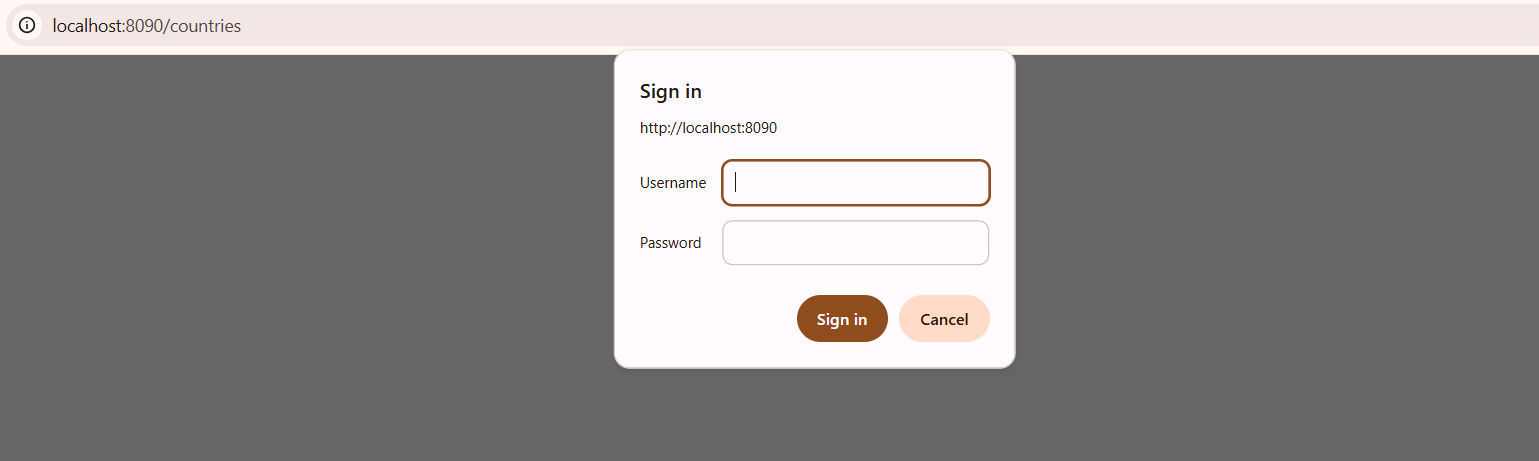 localhost:8090/countries
Sign in
http://localhost:8090
Username
Password
Sign in Cancel